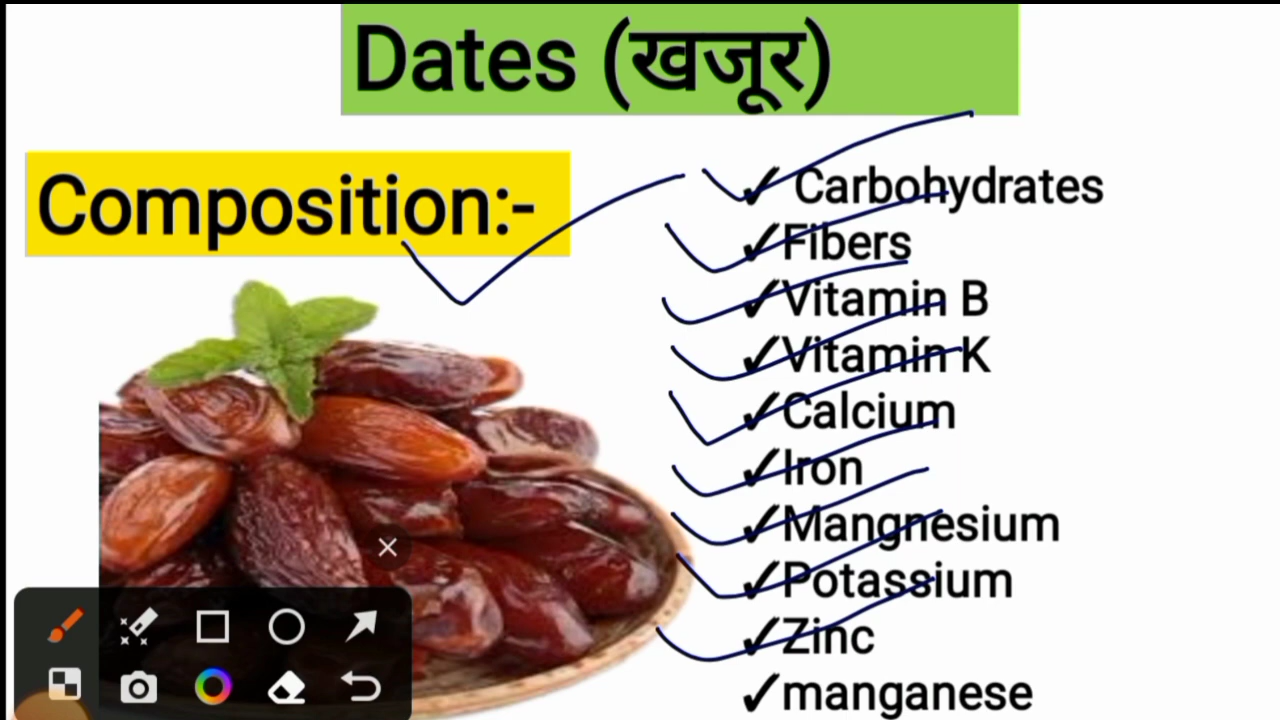 Dates (खजूर)
Composition:-
✓ Carbohydrates
✓Fibers
✓Vitamin B
✓Vitamin K
✓Calcium
✓Iron
✓Mangnesium
✓Potassium
✓Zinc
✓manganese